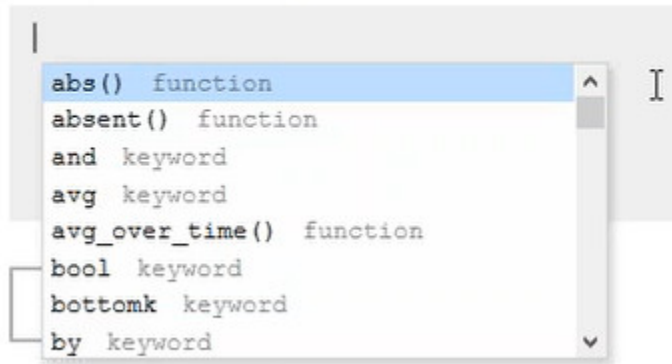 abs() function
absent() function
and keyword
avg keyword
avg_over_time() function
bool keyword
bottomk keyword
by keyword